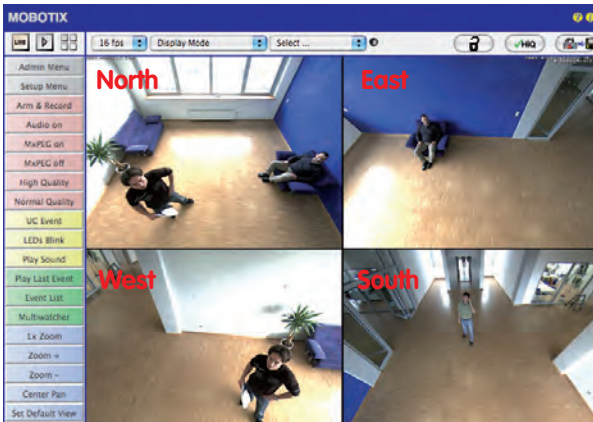 MOBOTIX
LIVE
16 fps
Display Mode
Select ...
HiQ
Admin Menu
Setup Menu
Arm & Record
Audio on
MxPEG on
MxPEG off
High Quality
Normal Quality
UC Event
LEDs Blink
Play Sound
Play Last Event
Event List
Multiwatcher
1x Zoom
Zoom +
Zoom -
Center Pan
Set Default View
North
East
West
South